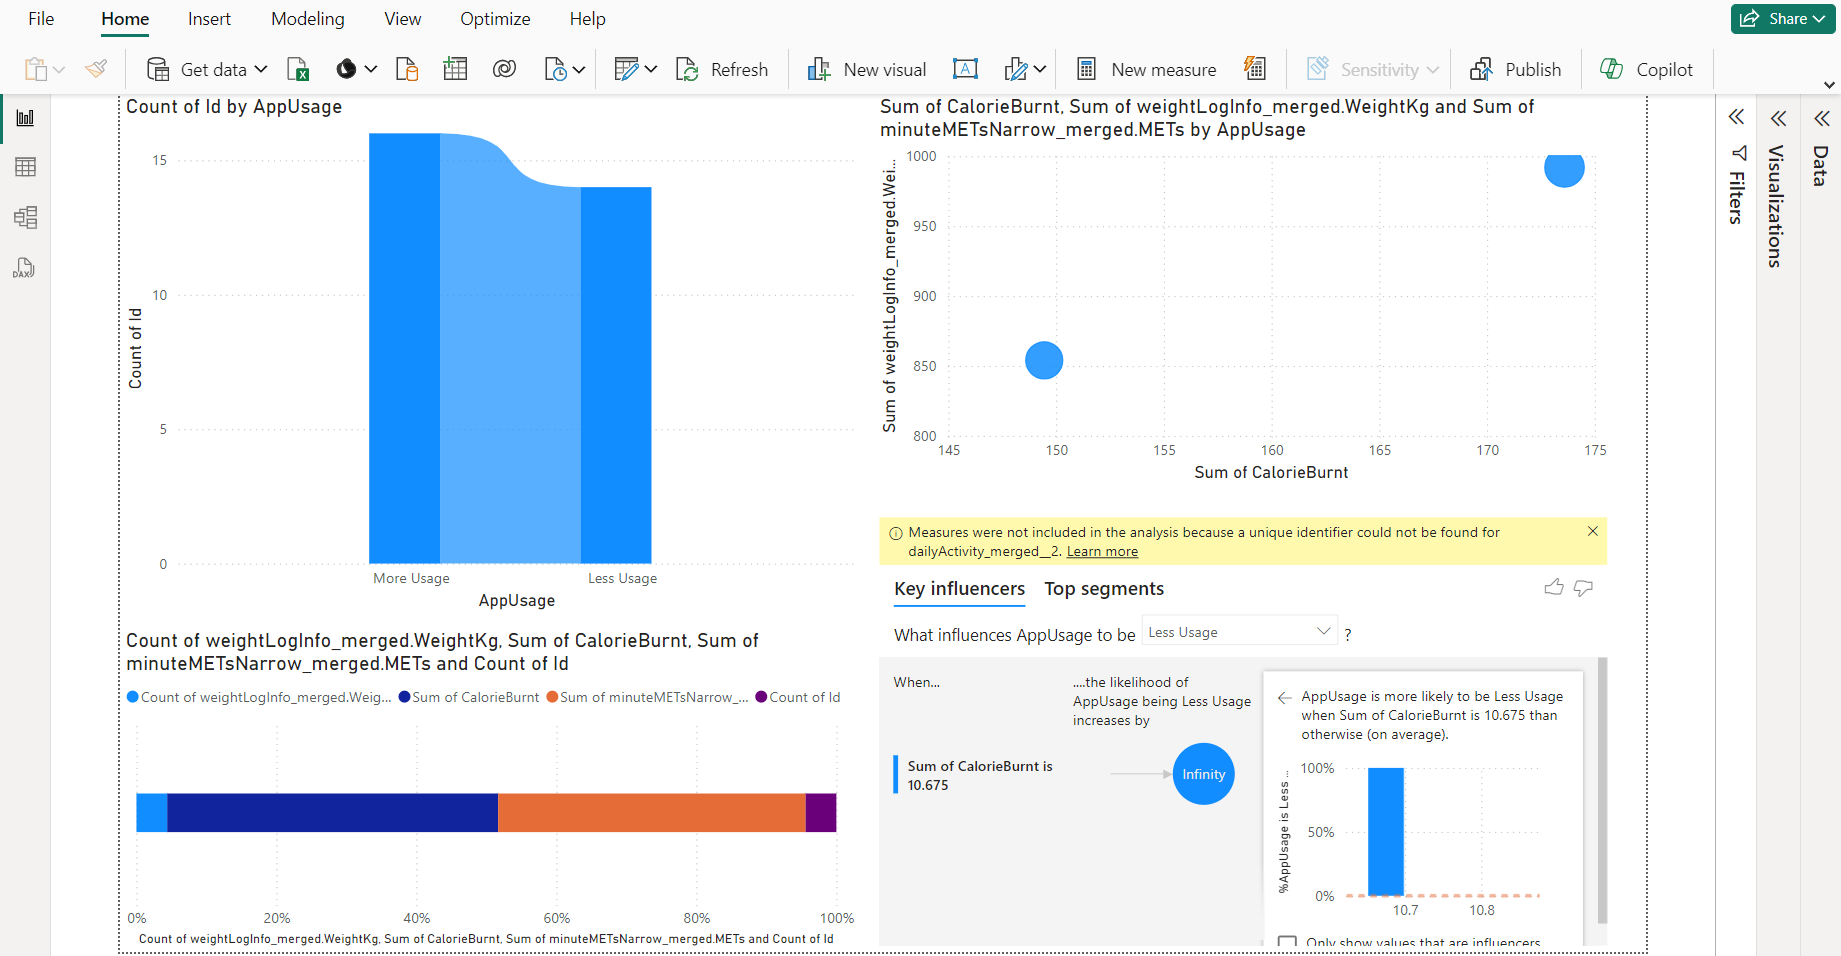 File Home Insert Modeling View Optimize Help Share
Get data Refresh New visual New measure Sensitivity Publish Copilot
DAX
Count of Id by AppUsage
Count of Id
15
10
5
0
More Usage Less Usage
AppUsage
Sum of CalorieBurnt, Sum of weightLogInfo_merged.WeightKg and Sum of
minuteMETsNarrow_merged.METs by AppUsage
Sum of weightLogInfo_merged.Wei...
1000
950
900
850
800
145 150 155 160 165 170 175
Sum of CalorieBurnt
Count of weightLogInfo_merged.WeightKg, Sum of CalorieBurnt, Sum of
minuteMETsNarrow_merged.METs and Count of Id
Count of weightLogInfo_merged.Weig... Sum of CalorieBurnt Sum of minuteMETsNarrow_... Count of Id
0% 20% 40% 60% 80% 100%
Count of weightLogInfo_merged.WeightKg, Sum of CalorieBurnt, Sum of minuteMETsNarrow_merged.METs and Count of Id
Measures were not included in the analysis because a unique identifier could not be found for
dailyActivity_merged__2. Learn more
Key influencers Top segments
What influences AppUsage to be Less Usage ?
When...
....the likelihood of
AppUsage being Less Usage
increases by
Sum of CalorieBurnt is
10.675
Infinity
AppUsage is more likely to be Less Usage
when Sum of CalorieBurnt is 10.675 than
otherwise (on average).
%AppUsage is Less ...
100%
50%
0%
10.7 10.8
Only show values that are influencers
Filters
Visualizations
Data